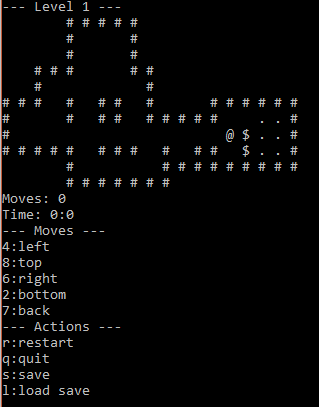 --- Level 1 ---
        # # # # #
        #       #
        #       #
    # # #       # #
    #             #
# # #   #   # #   #       # # # # # #
#       #   # #   # # # # #     . . #
#                           @ $ . . #
# # # # #   # # #   #   # #   $ . . #
        #           # # # # # # # # #
        # # # # # # #
Moves: 0
Time: 0:0
--- Moves ---
4:left
8:top
6:right
2:bottom
7:back
--- Actions ---
r:restart
q:quit
s:save
l:load save